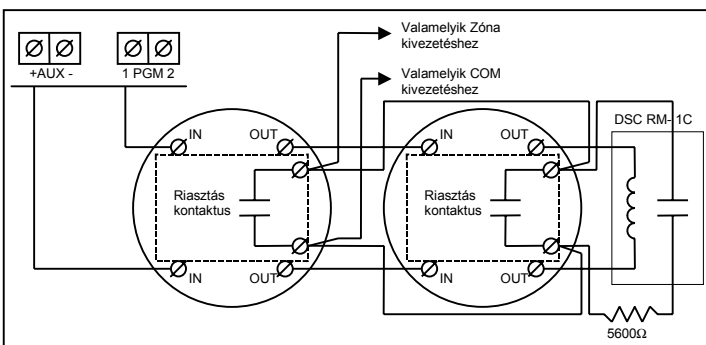 Valamelyik Zóna
kivezetéshez
+AUX -
1 PGM 2
Valamelyik COM
kivezetéshez
IN
OUT
IN
OUT
DSC RM- 1C
Riasztás
kontaktus
Riasztás
kontaktus
IN
OUT
IN
OUT
5600Ω